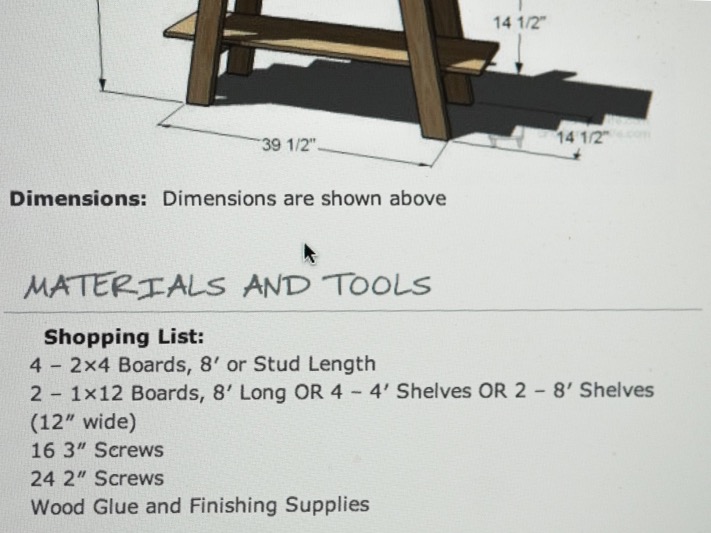 14 1/2"
39 1/2"
14 1/2"
Dimensions: Dimensions are shown above
MATERIALS AND TOOLS
Shopping List:
4 – 2×4 Boards, 8′ or Stud Length
2 – 1×12 Boards, 8′ Long OR 4 – 4′ Shelves OR 2 – 8′ Shelves
(12″ wide)
16 3″ Screws
24 2″ Screws
Wood Glue and Finishing Supplies